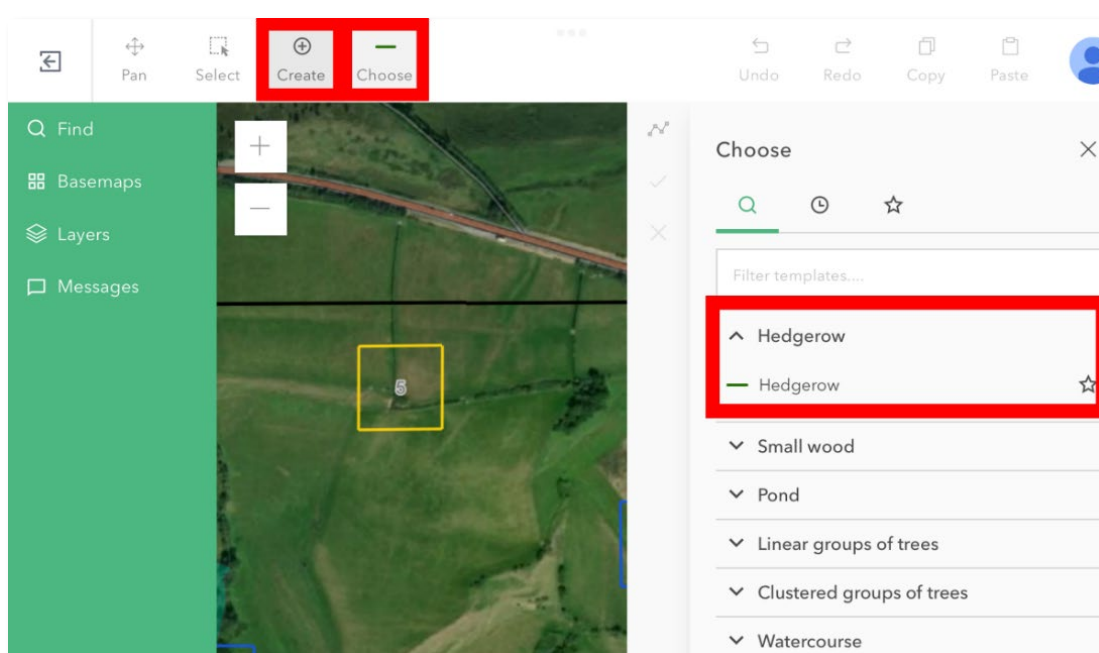 Pan
Select
Create
Choose
Undo
Redo
Copy
Paste
Find
Basemaps
Layers
Messages
5
Choose
Filter templates....
Hedgerow
Hedgerow
Small wood
Pond
Linear groups of trees
Clustered groups of trees
Watercourse